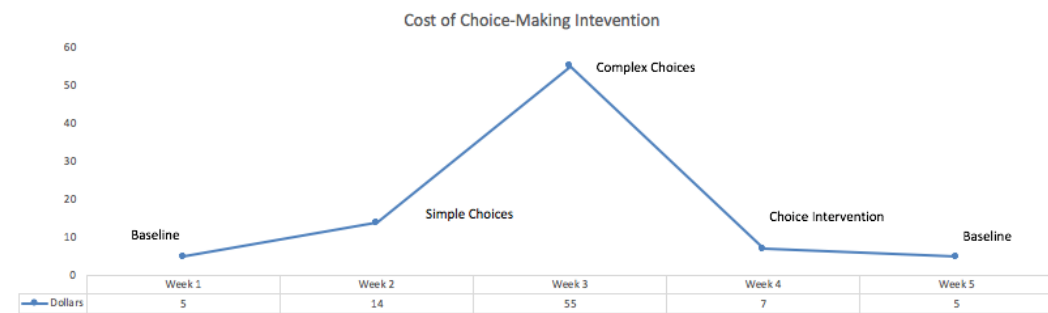 Cost of Choice-Making Intevention
60
50
40
30
20
10
0
Complex Choices
Simple Choices
Choice Intervention
Baseline
Baseline
Week 1 Week 2 Week 3 Week 4 Week 5
Dollars 5 14 55 7 5